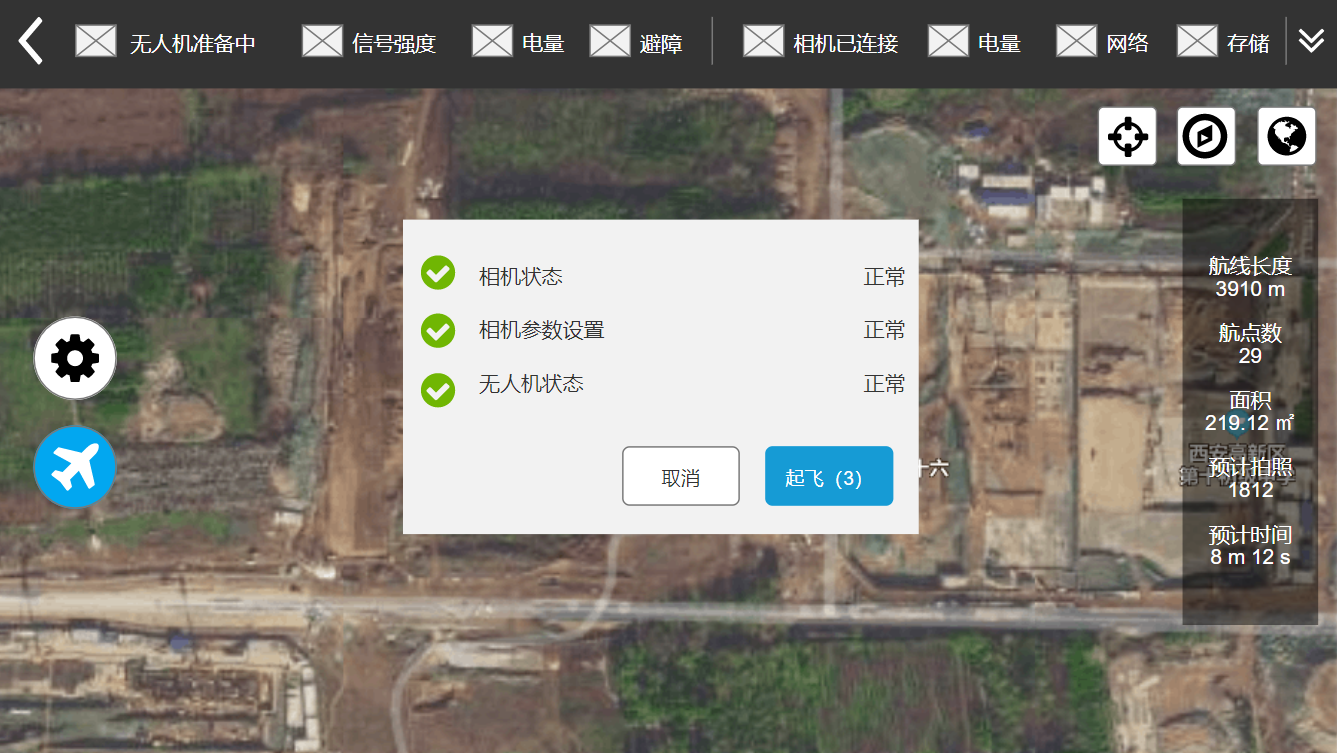 无人机准备中 信号强度 电量 避障 相机已连接 电量 网络 存储
相机状态 正常
相机参数设置 正常
无人机状态 正常
取消 起飞（3）
十六
航线长度
3910 m
航点数
29
面积
219.12 ㎡
西安高新区
预计拍照
1812
预计时间
8 m 12 s